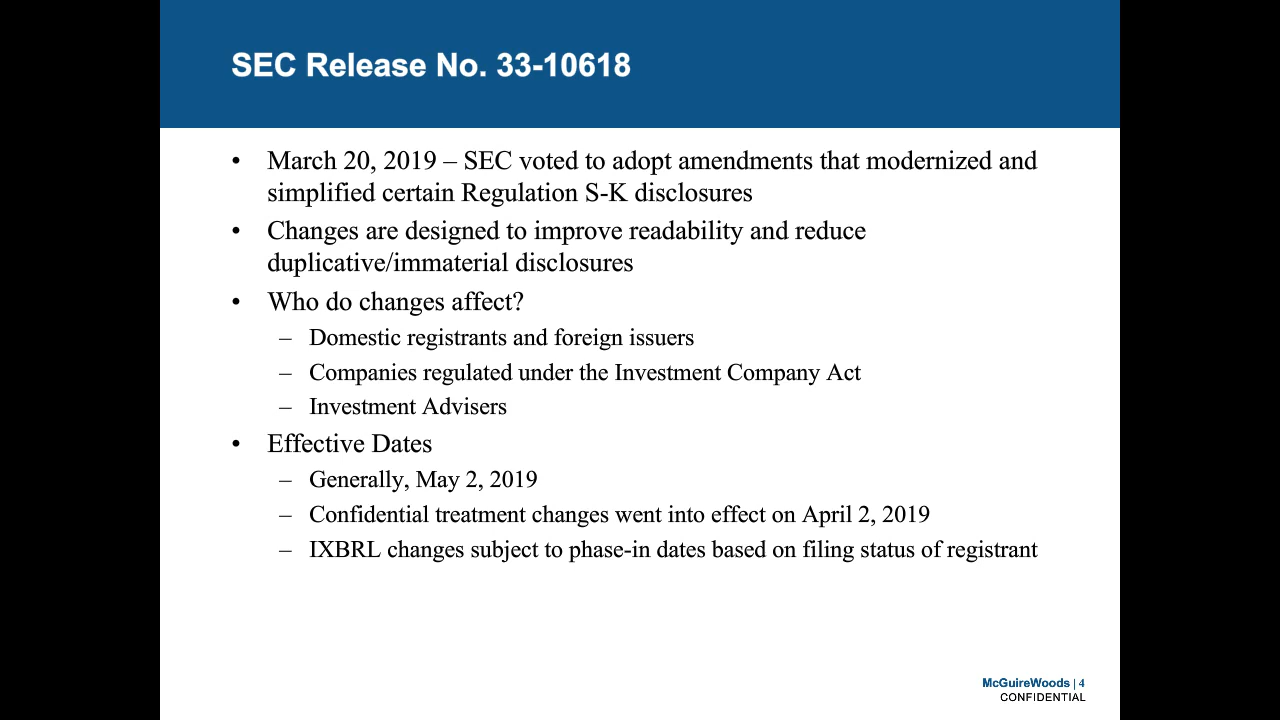 SEC Release No. 33-10618
• March 20, 2019 – SEC voted to adopt amendments that modernized and
simplified certain Regulation S-K disclosures
• Changes are designed to improve readability and reduce
duplicative/immaterial disclosures
• Who do changes affect?
– Domestic registrants and foreign issuers
– Companies regulated under the Investment Company Act
– Investment Advisers
• Effective Dates
– Generally, May 2, 2019
– Confidential treatment changes went into effect on April 2, 2019
– IXBRL changes subject to phase-in dates based on filing status of registrant
McGuireWoods | 4
CONFIDENTIAL